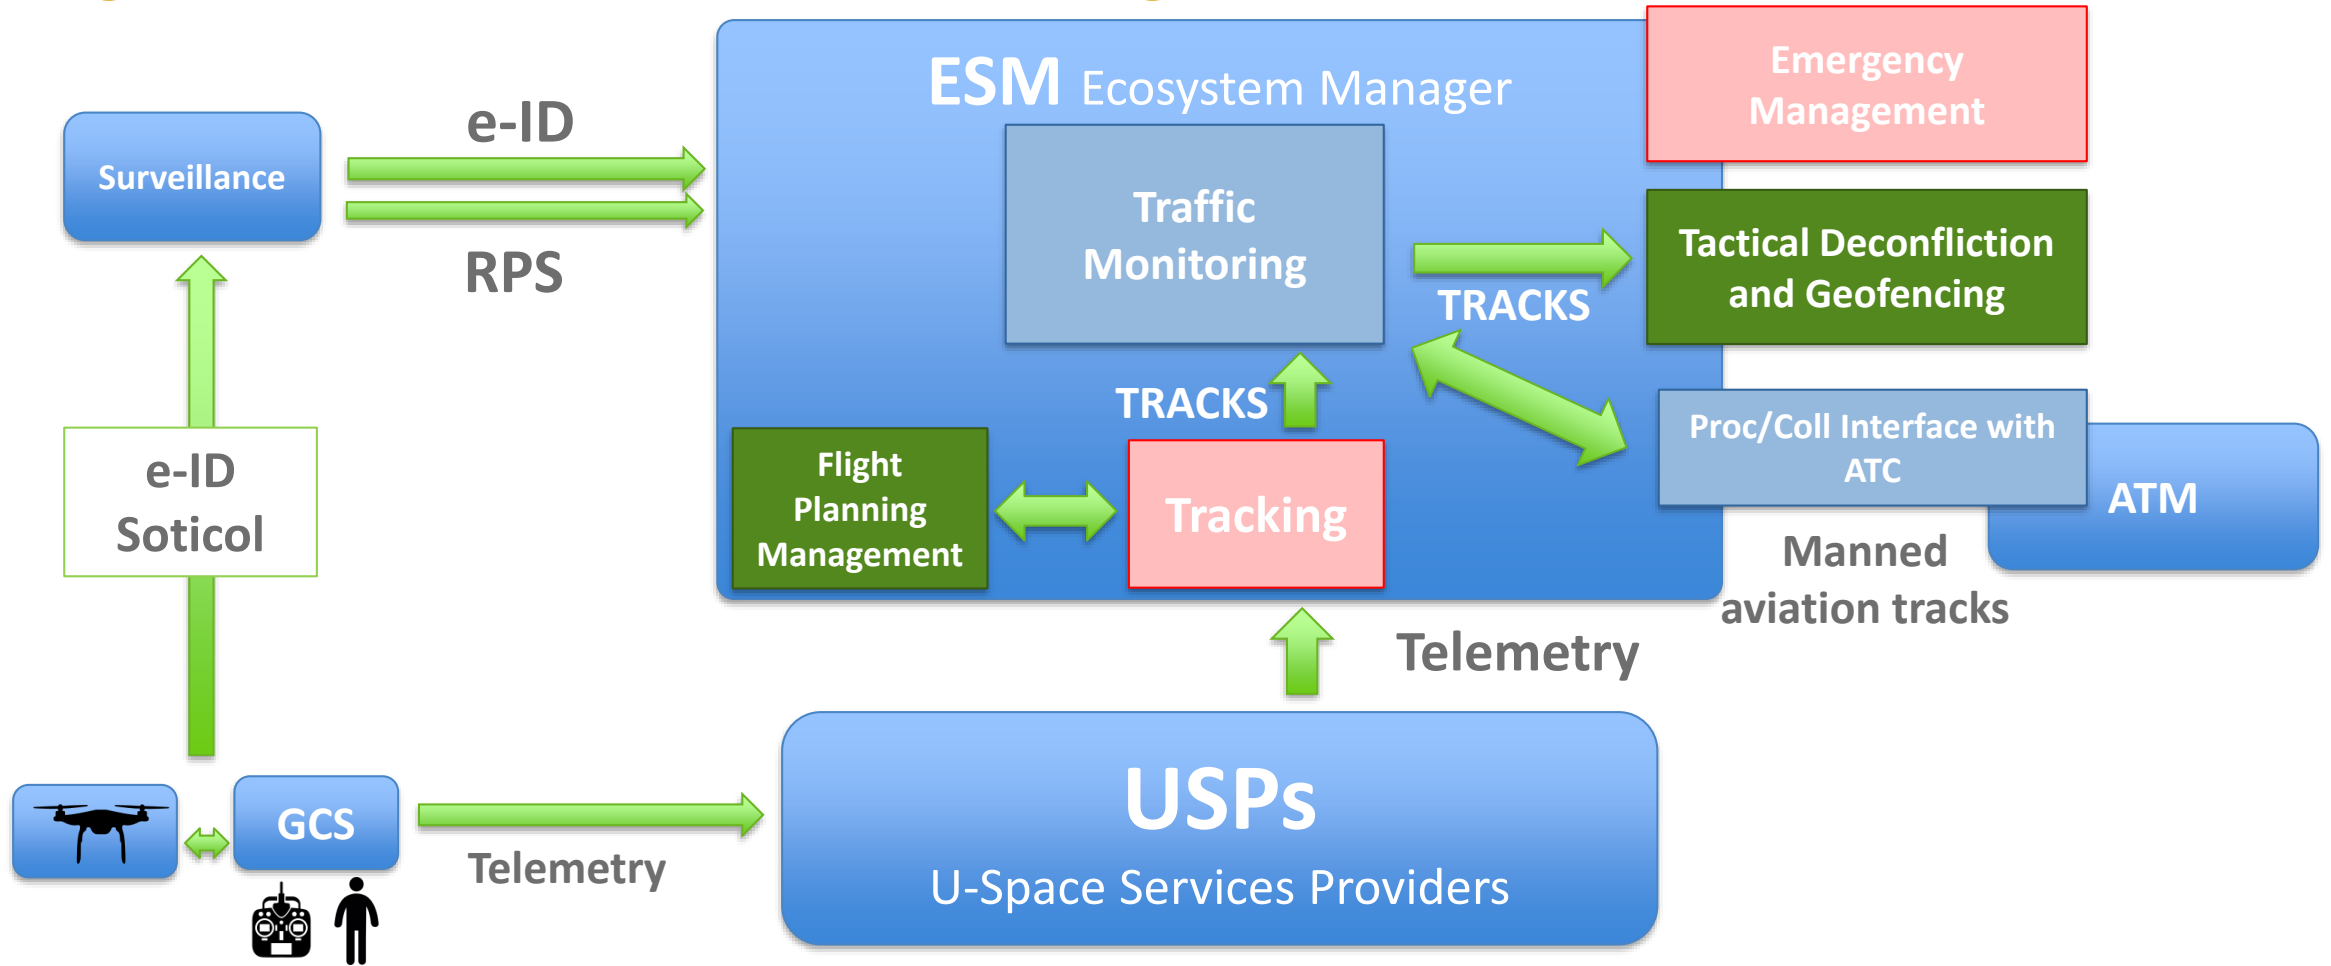 ESM Ecosystem Manager
Emergency
Management
e-ID
Surveillance
RPS
Traffic
Monitoring
TRACKS
Tactical Deconfliction
and Geofencing
TRACKS
Proc/Coll Interface with
ATC
ATM
Manned
aviation tracks
e-ID
Soticol
Flight
Planning
Management
Tracking
Telemetry
GCS
Telemetry
USPs
U-Space Services Providers